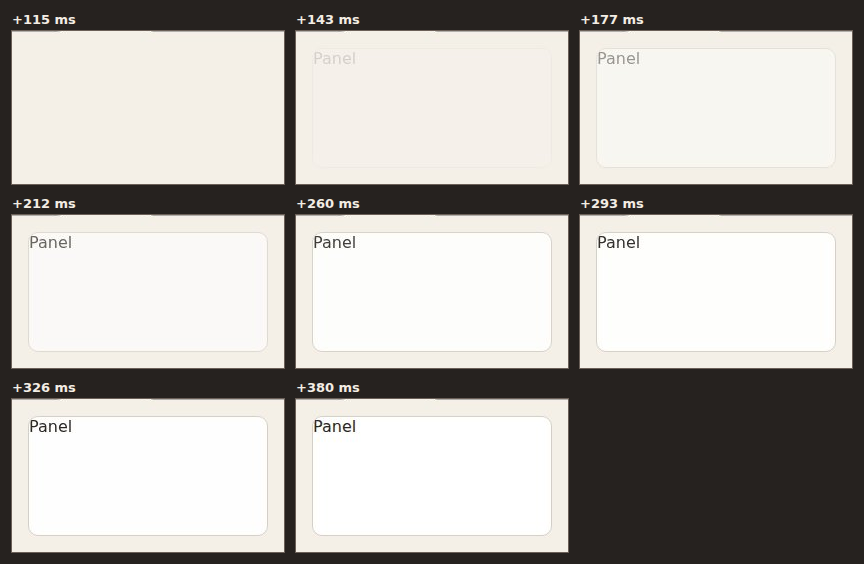 +115 ms
+143 ms
+177 ms
Panel
Panel
+212 ms
+260 ms
+293 ms
Panel
Panel
Panel
+326 ms
+380 ms
Panel
Panel